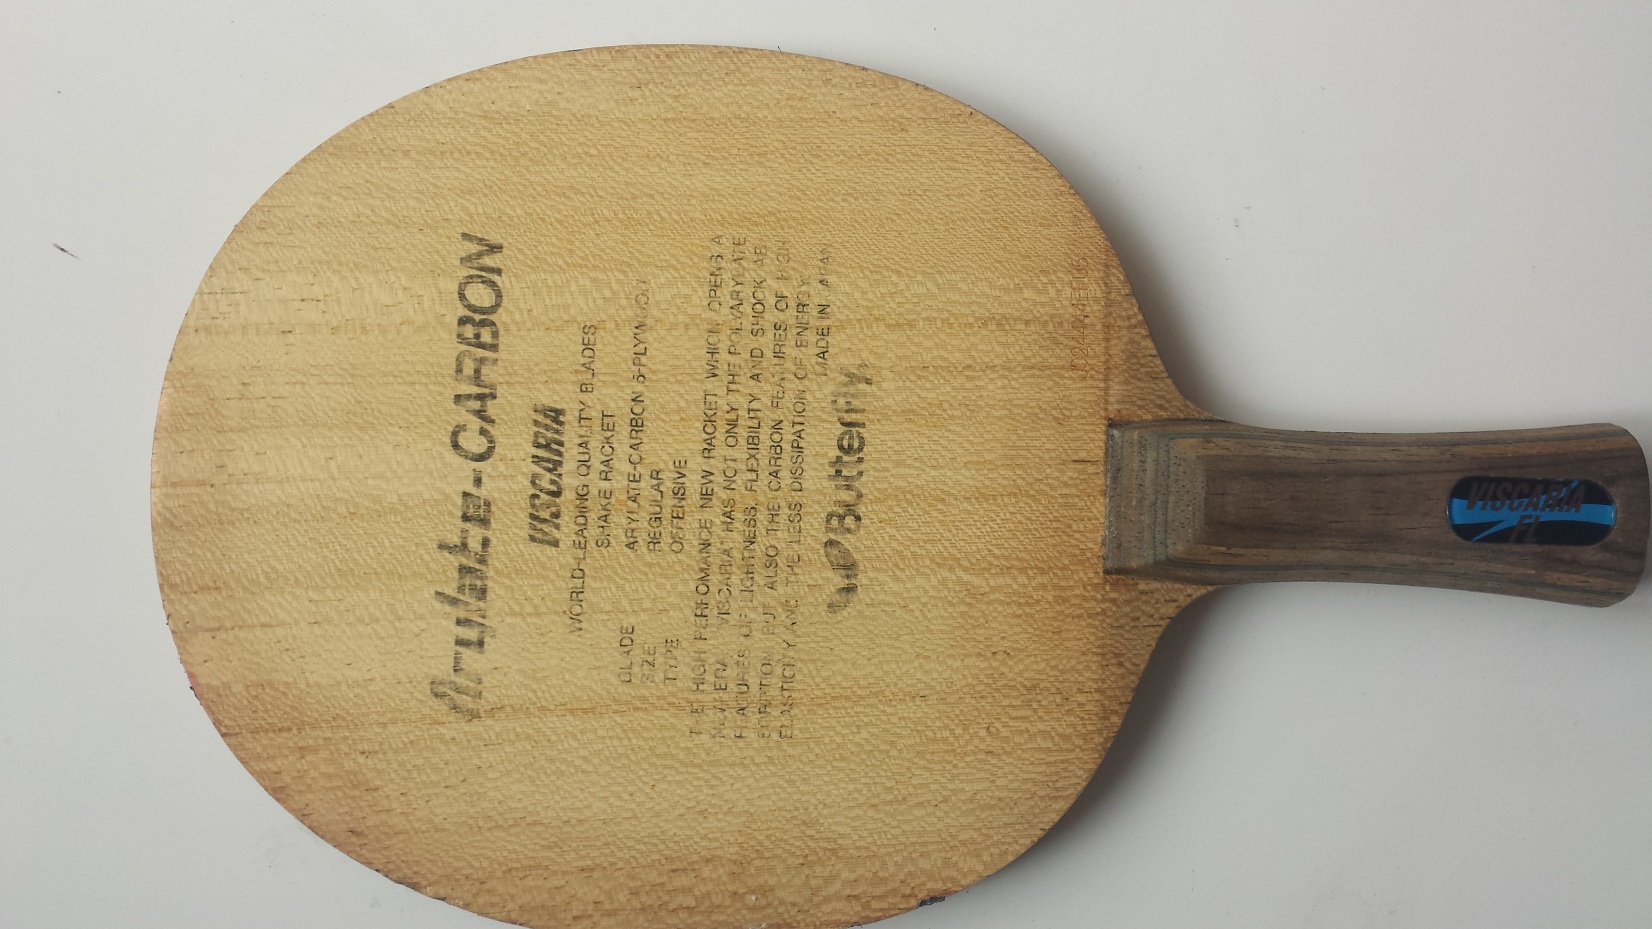 Arylate-CARBON
VISCARIA
WORLD-LEADING QUALITY BLADES
SHAKE RACKET
BLADE ARYLATE-CARBON 5-PLYWOOD
SIZE REGULAR
TYPE OFFENSIVE
THE HIGH PERFOMANCE NEW RACKET WHICH OPENS A
NEW ERA. "VISCARIA" HAS NOT ONLY THE POLYARYLATE
FEATURES OF LIGHTNESS, FLEXIBILITY AND SHOCK AB-
SORPTION BUT ALSO THE CARBON FEATURES OF HIGH
ELASTICITY AND THE LESS DISSIPATION OF ENERGY.
MADE IN JAPAN
Butterfly.
VISCARIA
FL